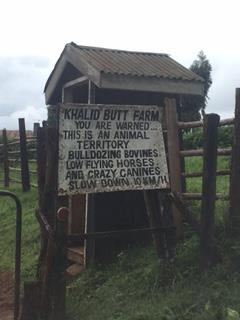 KHALID BUTT FARM
YOU ARE WARNED...
THIS IS AN ANIMAL
TERRITORY
BULLDOZING BOVINES
LOW FLYING HORSES
AND CRAZY CANINES
SLOW DOWN 10KM/H